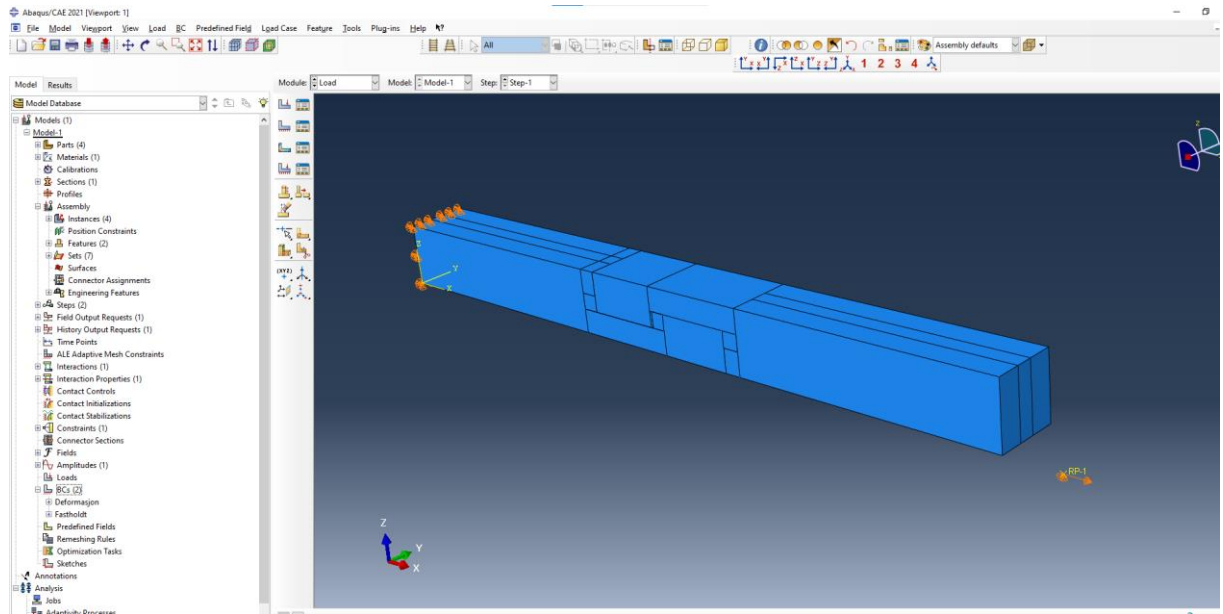 Abaqus/CAE 2021 [Viewport: 1]
File Model Viewport View Load BC Predefined Field Load Case Feature Tools Plug-ins Help
All
Assembly defaults
1 2 3 4
Model Results
Module: Load Model: Model-1 Step: Step-1
Model Database
Models (1)
Model-1
Parts (4)
Materials (1)
Calibrations
Sections (1)
Profiles
Assembly
Instances (4)
Position Constraints
Features (2)
Sets (7)
Surfaces
Connector Assignments
Engineering Features
Steps (2)
Field Output Requests (1)
History Output Requests (1)
Time Points
ALE Adaptive Mesh Constraints
Interactions (1)
Interaction Properties (1)
Contact Controls
Contact Initializations
Contact Stabilizations
Constraints (1)
Connector Sections
Fields
Amplitudes (1)
Loads
BCs (2)
Deformasjon
Fastholdt
Predefined Fields
Remeshing Rules
Optimization Tasks
Sketches
Annotations
Analysis
Jobs
Adaptivity Processes
(XYZ)
Z
Y
X
RP-1
Z
Y
X